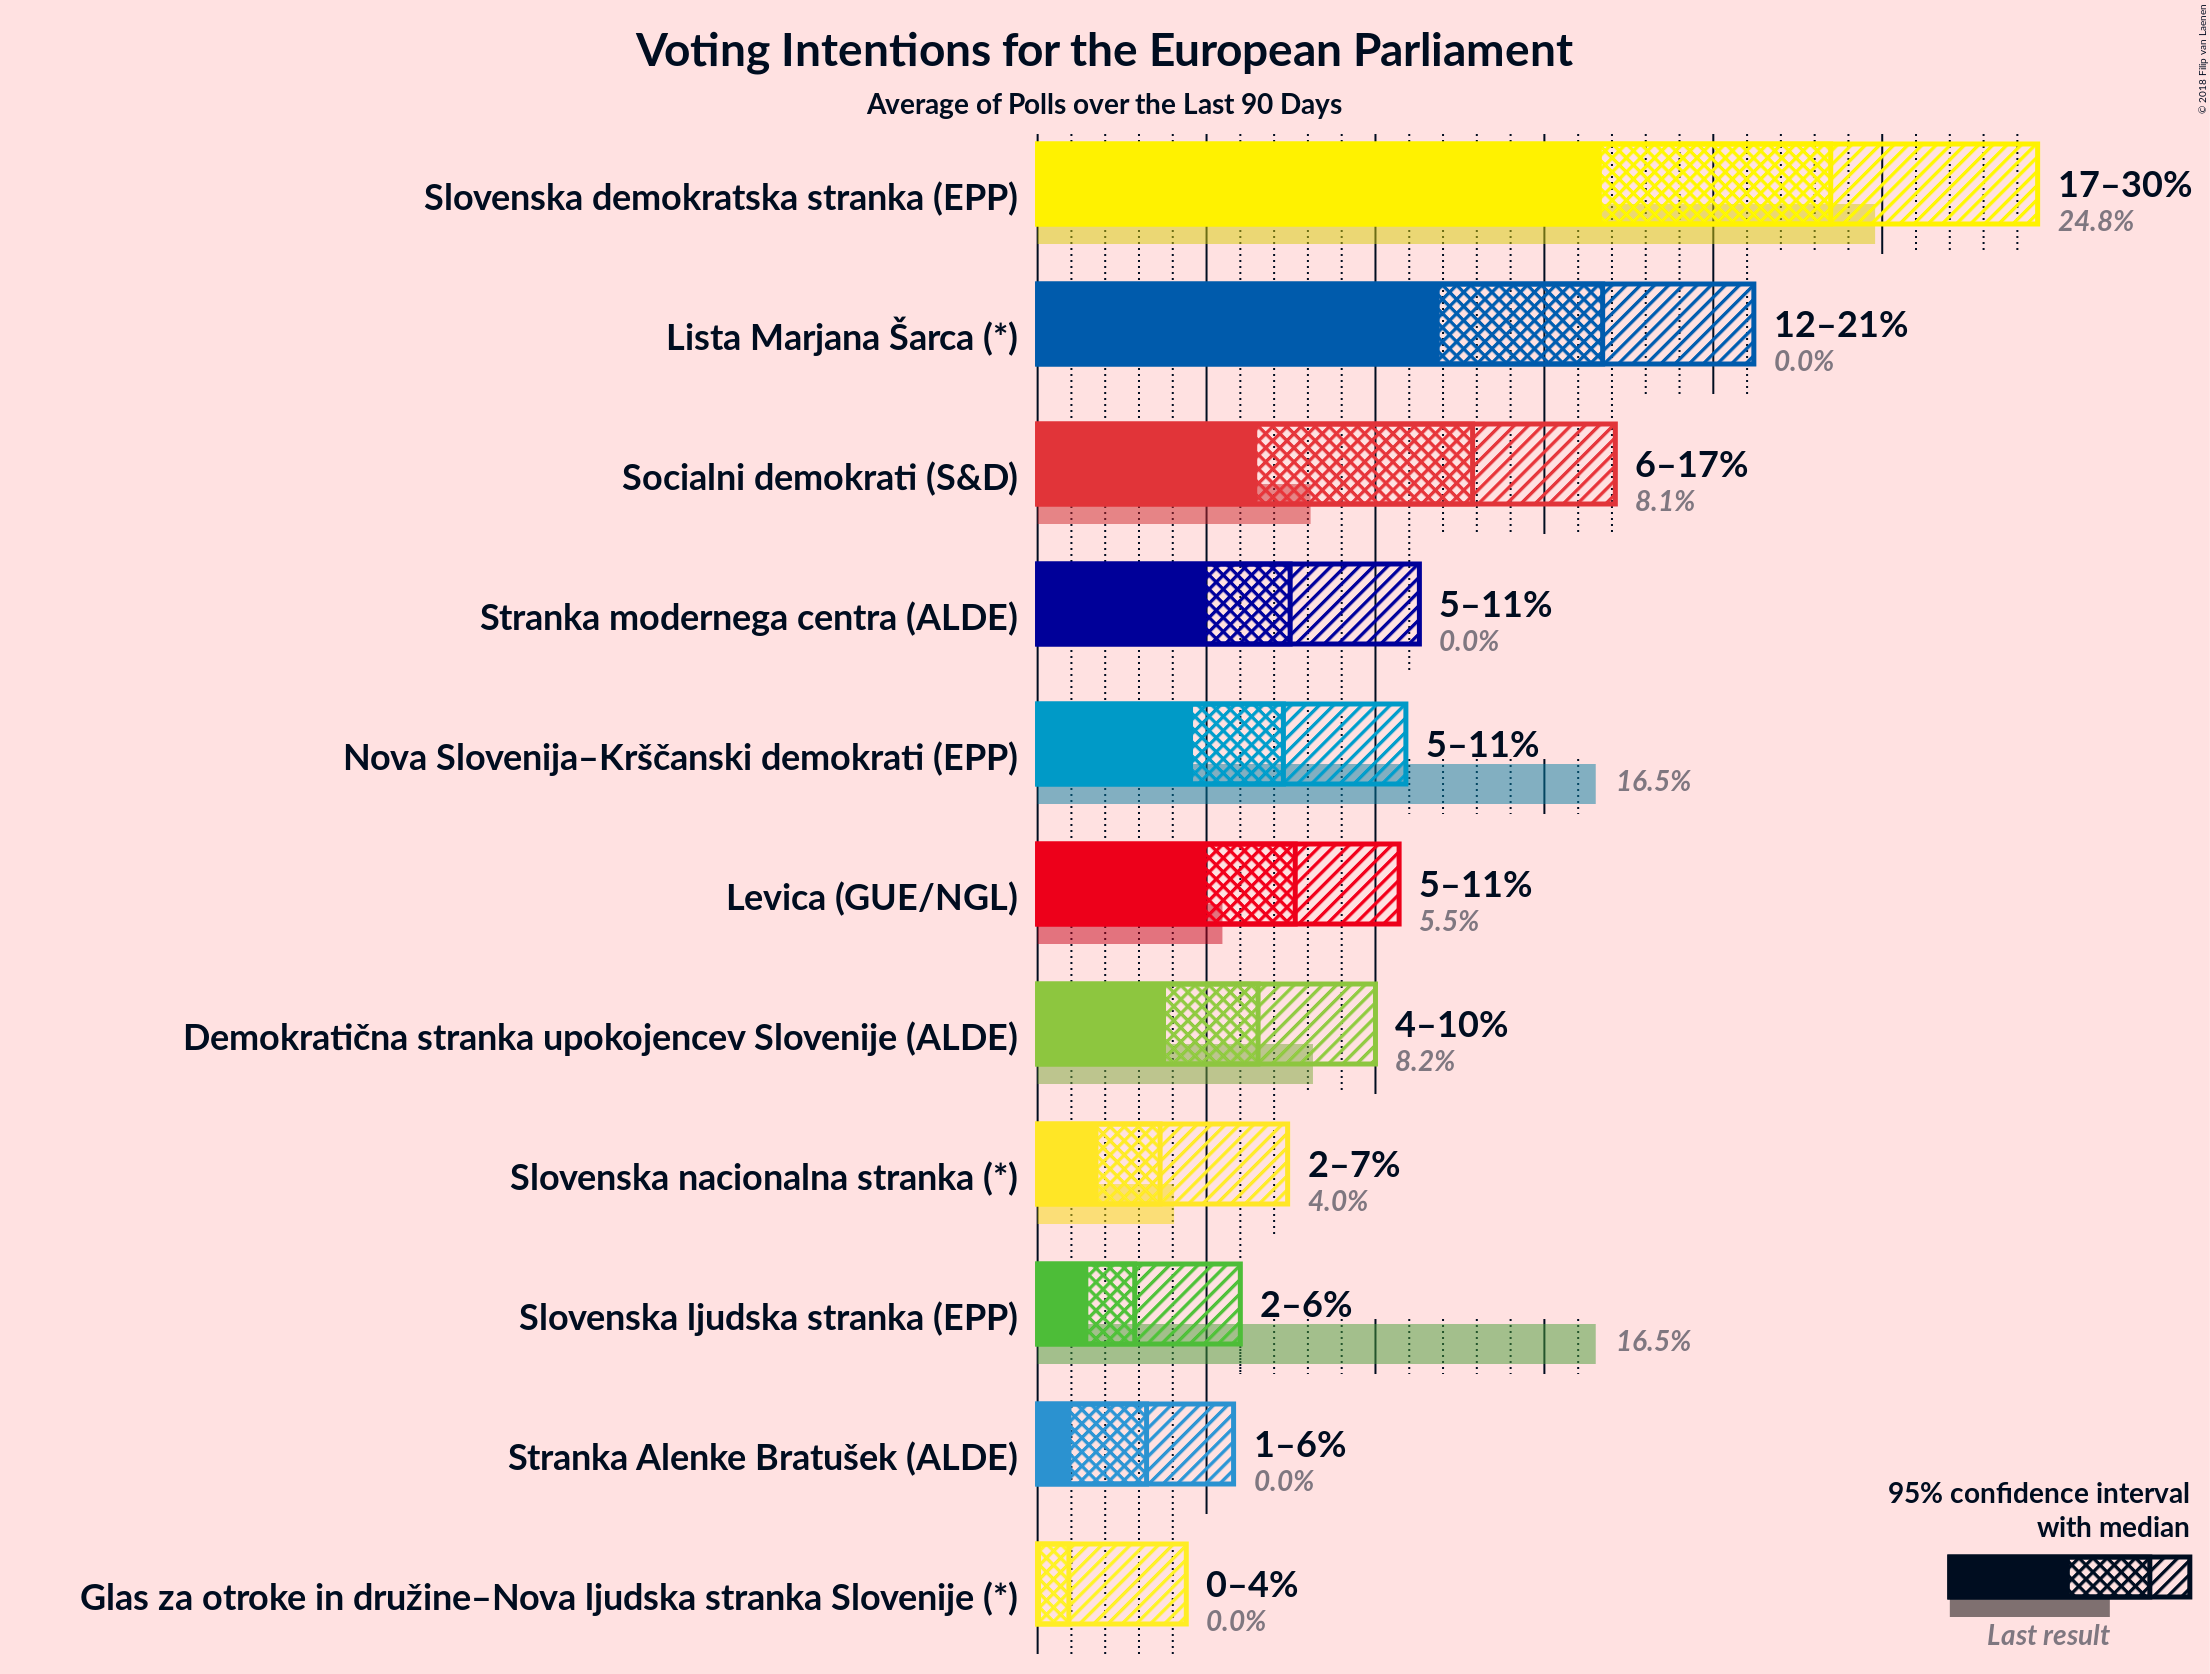 Voting Intentions for the European Parliament
Average of Polls over the Last 90 Days
© 2018 Filip van Laenen
Slovenska demokratska stranka (EPP)
17–30%
24.8%
Lista Marjana Šarca (*)
12–21%
0.0%
Socialni demokrati (S&D)
6–17%
8.1%
Stranka modernega centra (ALDE)
5–11%
0.0%
Nova Slovenija–Krščanski demokrati (EPP)
5–11%
16.5%
Levica (GUE/NGL)
5–11%
5.5%
Demokratična stranka upokojencev Slovenije (ALDE)
4–10%
8.2%
Slovenska nacionalna stranka (*)
2–7%
4.0%
Slovenska ljudska stranka (EPP)
2–6%
16.5%
Stranka Alenke Bratušek (ALDE)
1–6%
0.0%
Glas za otroke in družine–Nova ljudska stranka Slovenije (*)
0–4%
0.0%
95% confidence interval
with median
Last result